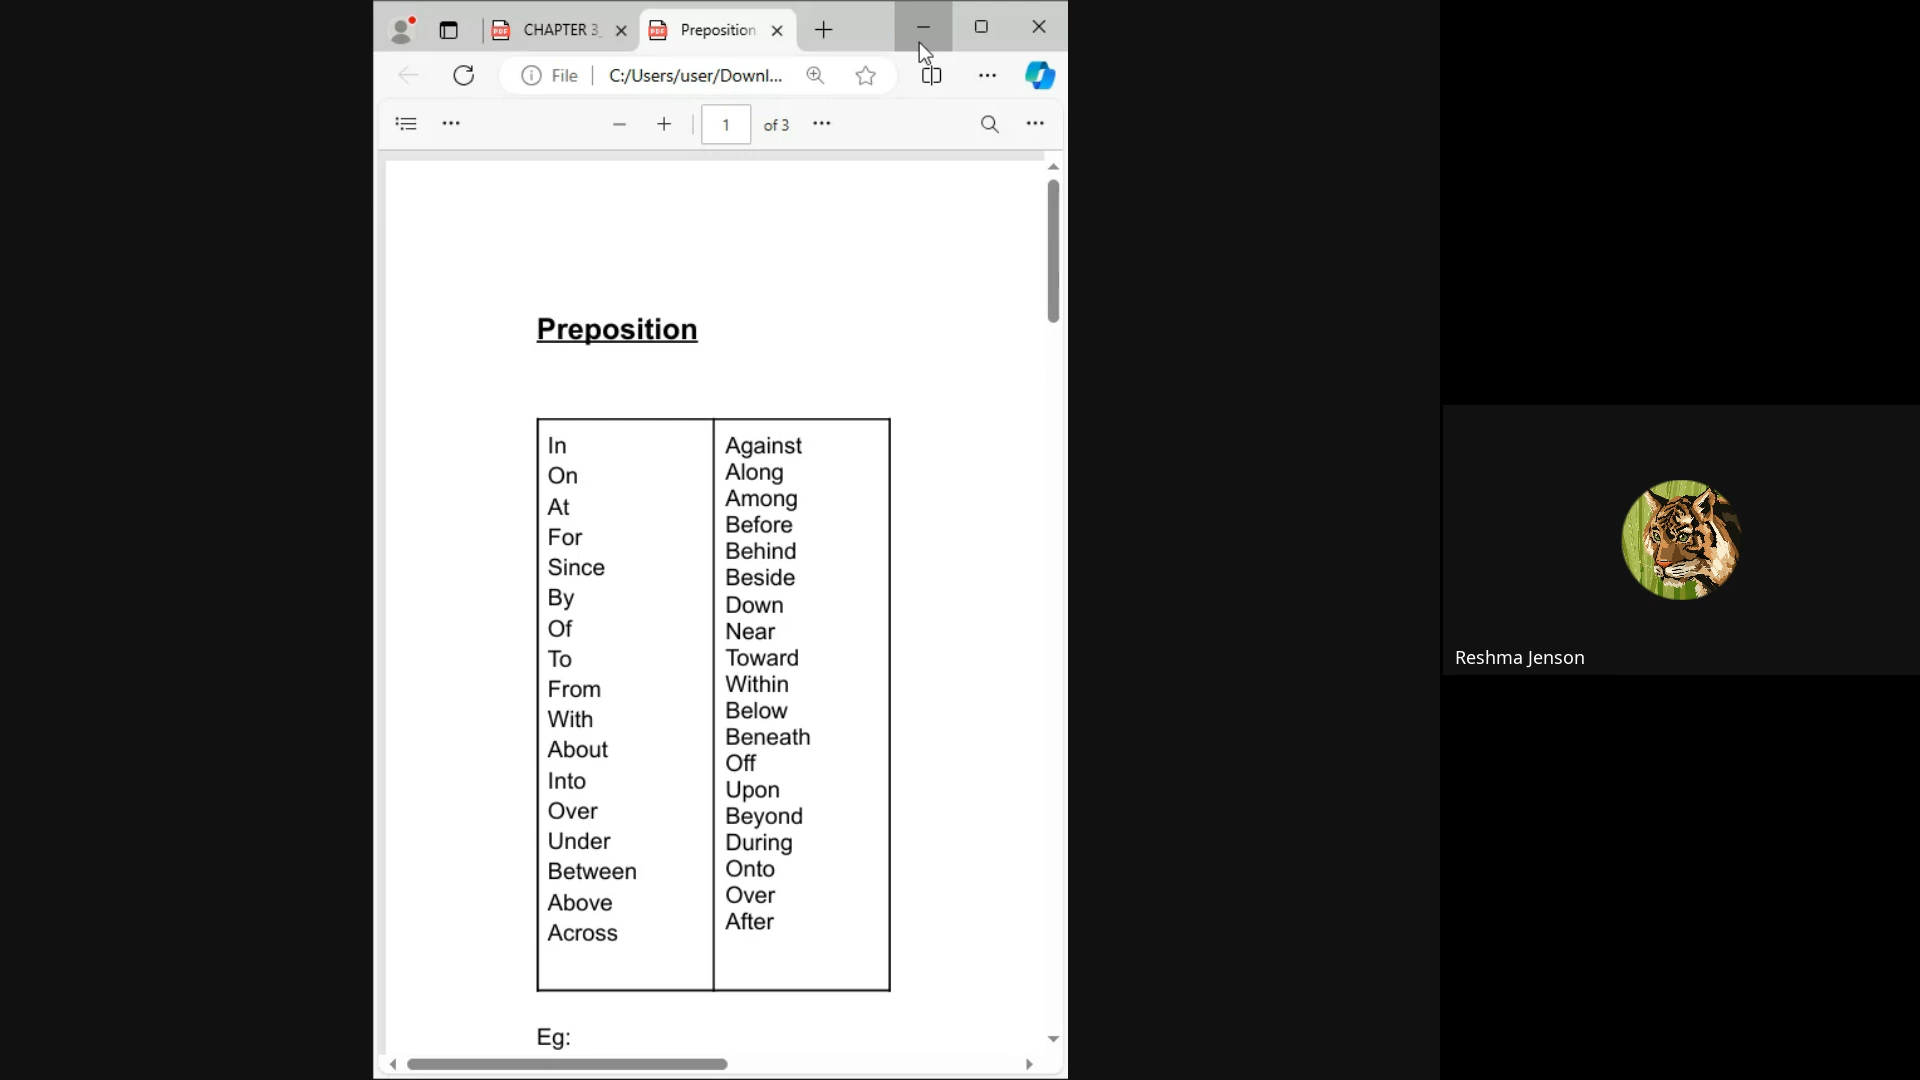 CHAPTER 3_
Preposition
File
C:/Users/user/Downl...
1
of 3
Preposition
In
On
At
For
Since
By
Of
To
From
With
About
Into
Over
Under
Between
Above
Across
Against
Along
Among
Before
Behind
Beside
Down
Near
Toward
Within
Below
Beneath
Off
Upon
Beyond
During
Onto
Over
After
Eg:
Reshma Jenson